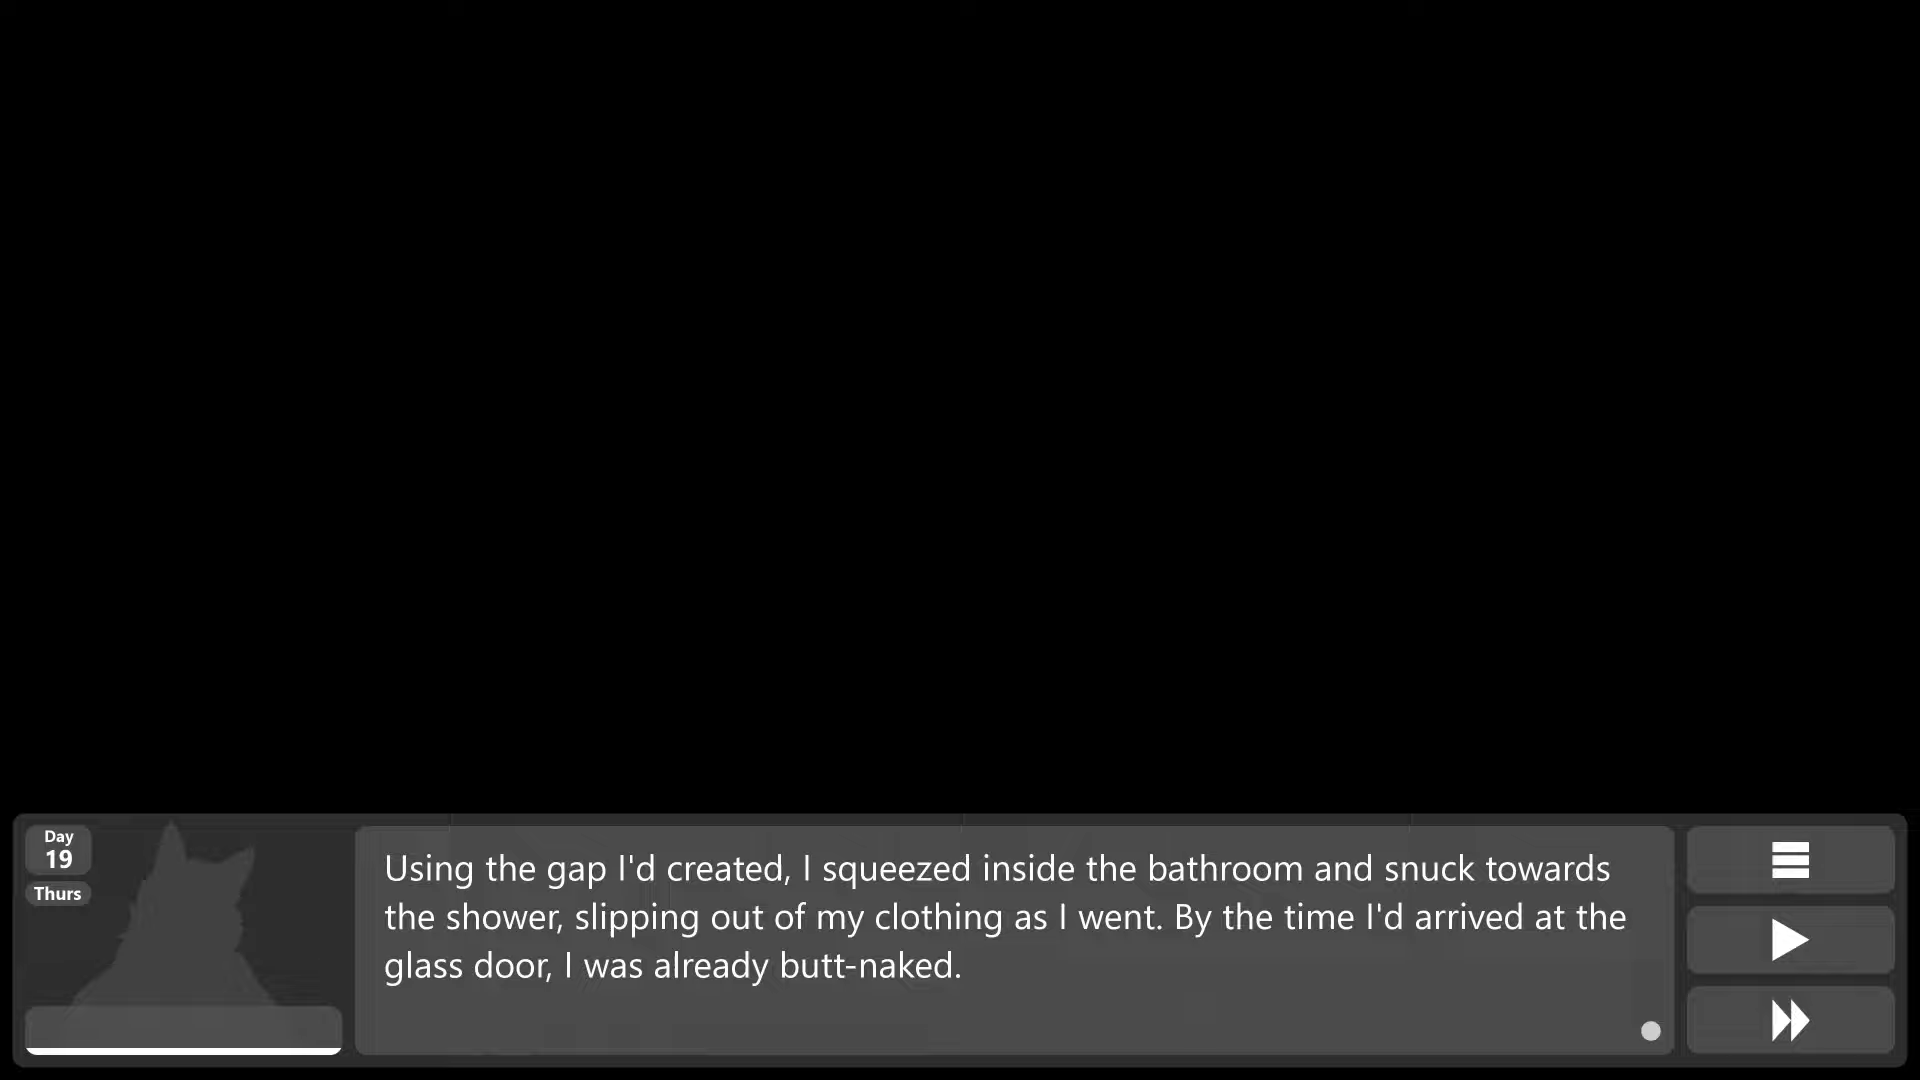 Day
19
Thurs
Using the gap I'd created, I squeezed inside the bathroom and snuck towards
the shower, slipping out of my clothing as I went. By the time I'd arrived at the
glass door, I was already butt-naked.